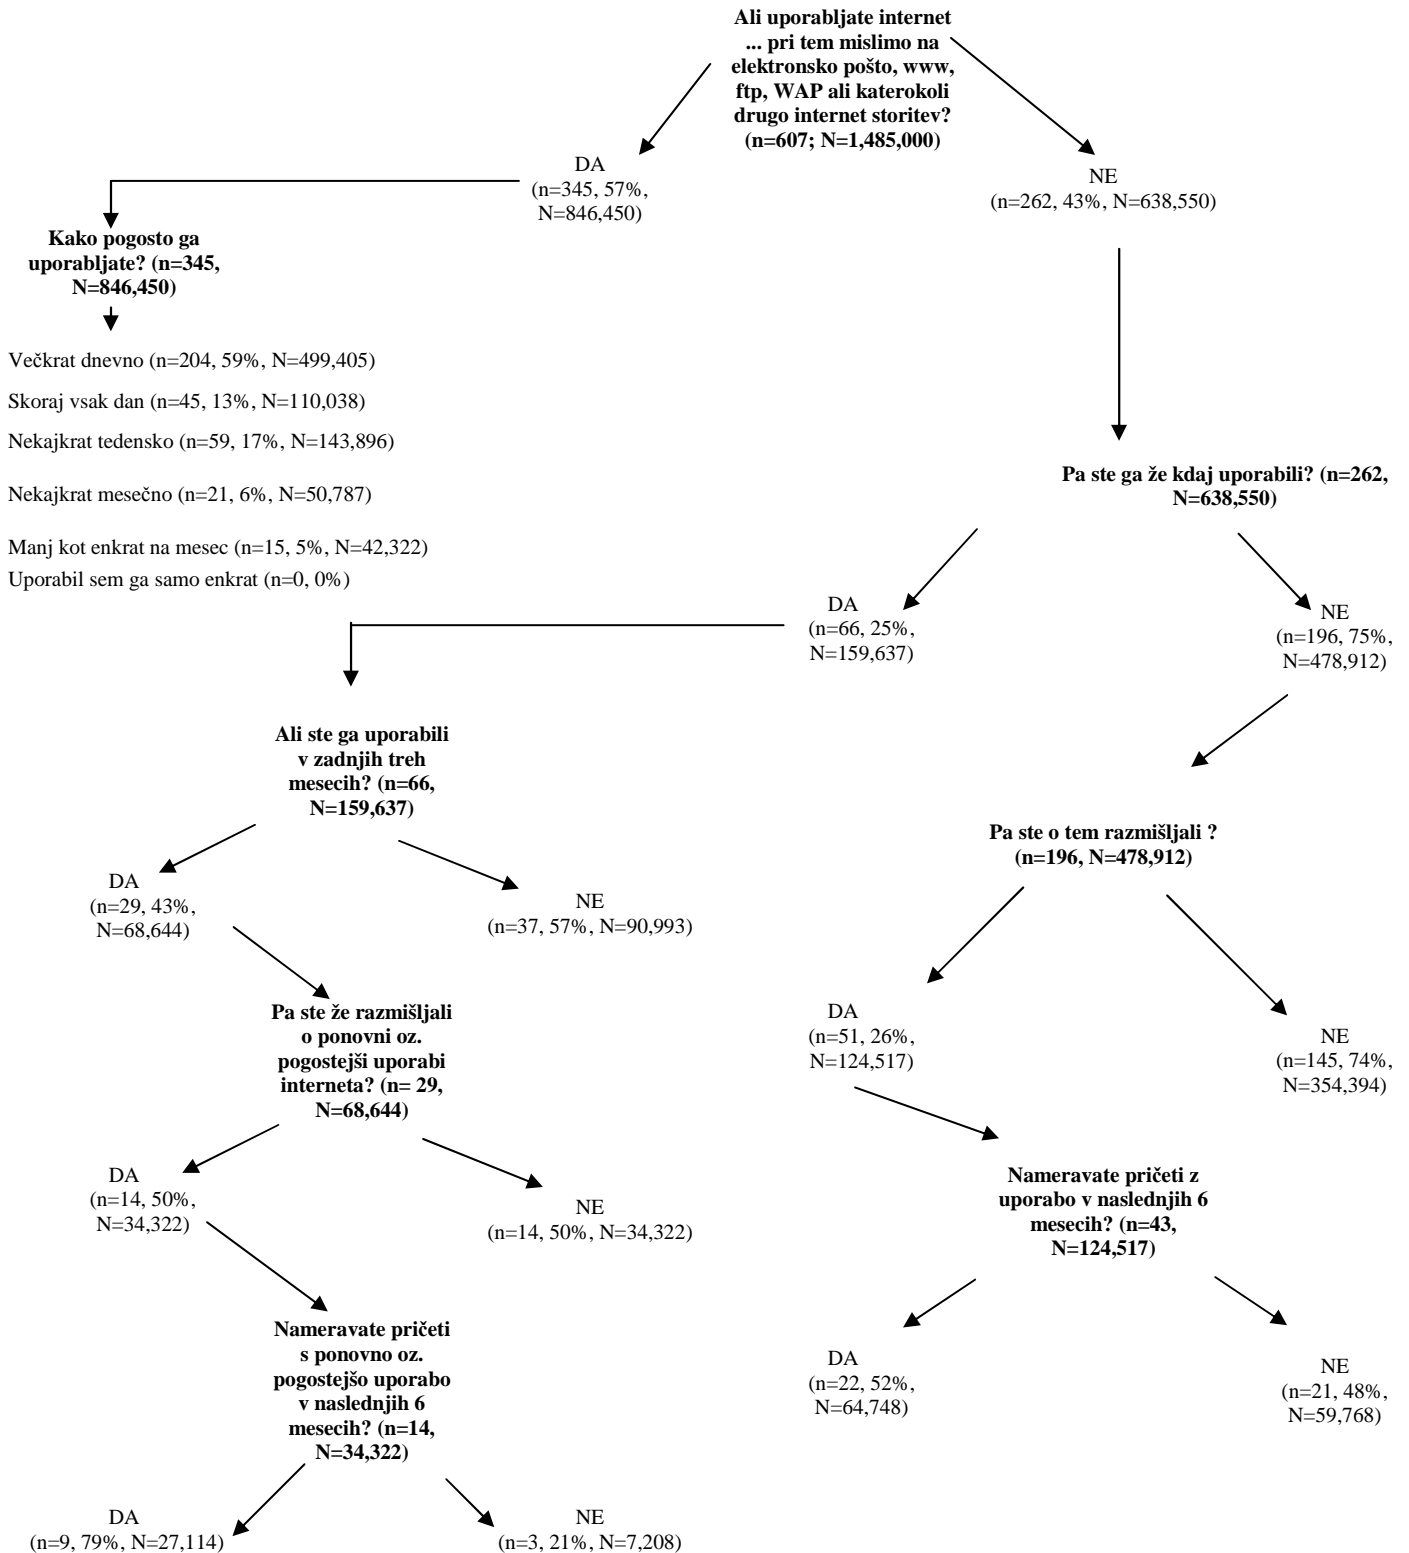 Ali uporabljate internet
... pri tem mislimo na
elektronsko pošto, www,
ftp, WAP ali katerokoli
drugo internet storitev?
(n=607; N=1,485,000)
DA
(n=345, 57%,
N=846,450)
NE
(n=262, 43%, N=638,550)
Kako pogosto ga
uporabljate? (n=345,
N=846,450)
Večkrat dnevno (n=204, 59%, N=499,405)
Skoraj vsak dan (n=45, 13%, N=110,038)
Nekajkrat tedensko (n=59, 17%, N=143,896)
Nekajkrat mesečno (n=21, 6%, N=50,787)
Manj kot enkrat na mesec (n=15, 5%, N=42,322)
Uporabil sem ga samo enkrat (n=0, 0%)
Pa ste ga že kdaj uporabili? (n=262,
N=638,550)
DA
(n=66, 25%,
N=159,637)
NE
(n=196, 75%,
N=478,912)
Ali ste ga uporabili
v zadnjih treh
mesecih? (n=66,
N=159,637)
DA
(n=29, 43%,
N=68,644)
NE
(n=37, 57%, N=90,993)
Pa ste o tem razmišljali ?
(n=196, N=478,912)
DA
(n=51, 26%,
N=124,517)
NE
(n=145, 74%,
N=354,394)
Pa ste že razmišljali
o ponovni oz.
pogostejši uporabi
interneta? (n= 29,
N=68,644)
DA
(n=14, 50%,
N=34,322)
NE
(n=14, 50%, N=34,322)
Nameravate pričeti z
uporabo v naslednjih 6
mesecih? (n=43,
N=124,517)
DA
(n=22, 52%,
N=64,748)
NE
(n=21, 48%,
N=59,768)
Nameravate pričeti
s ponovno oz.
pogostejšo uporabo
v naslednjih 6
mesecih? (n=14,
N=34,322)
DA
(n=9, 79%, N=27,114)
NE
(n=3, 21%, N=7,208)